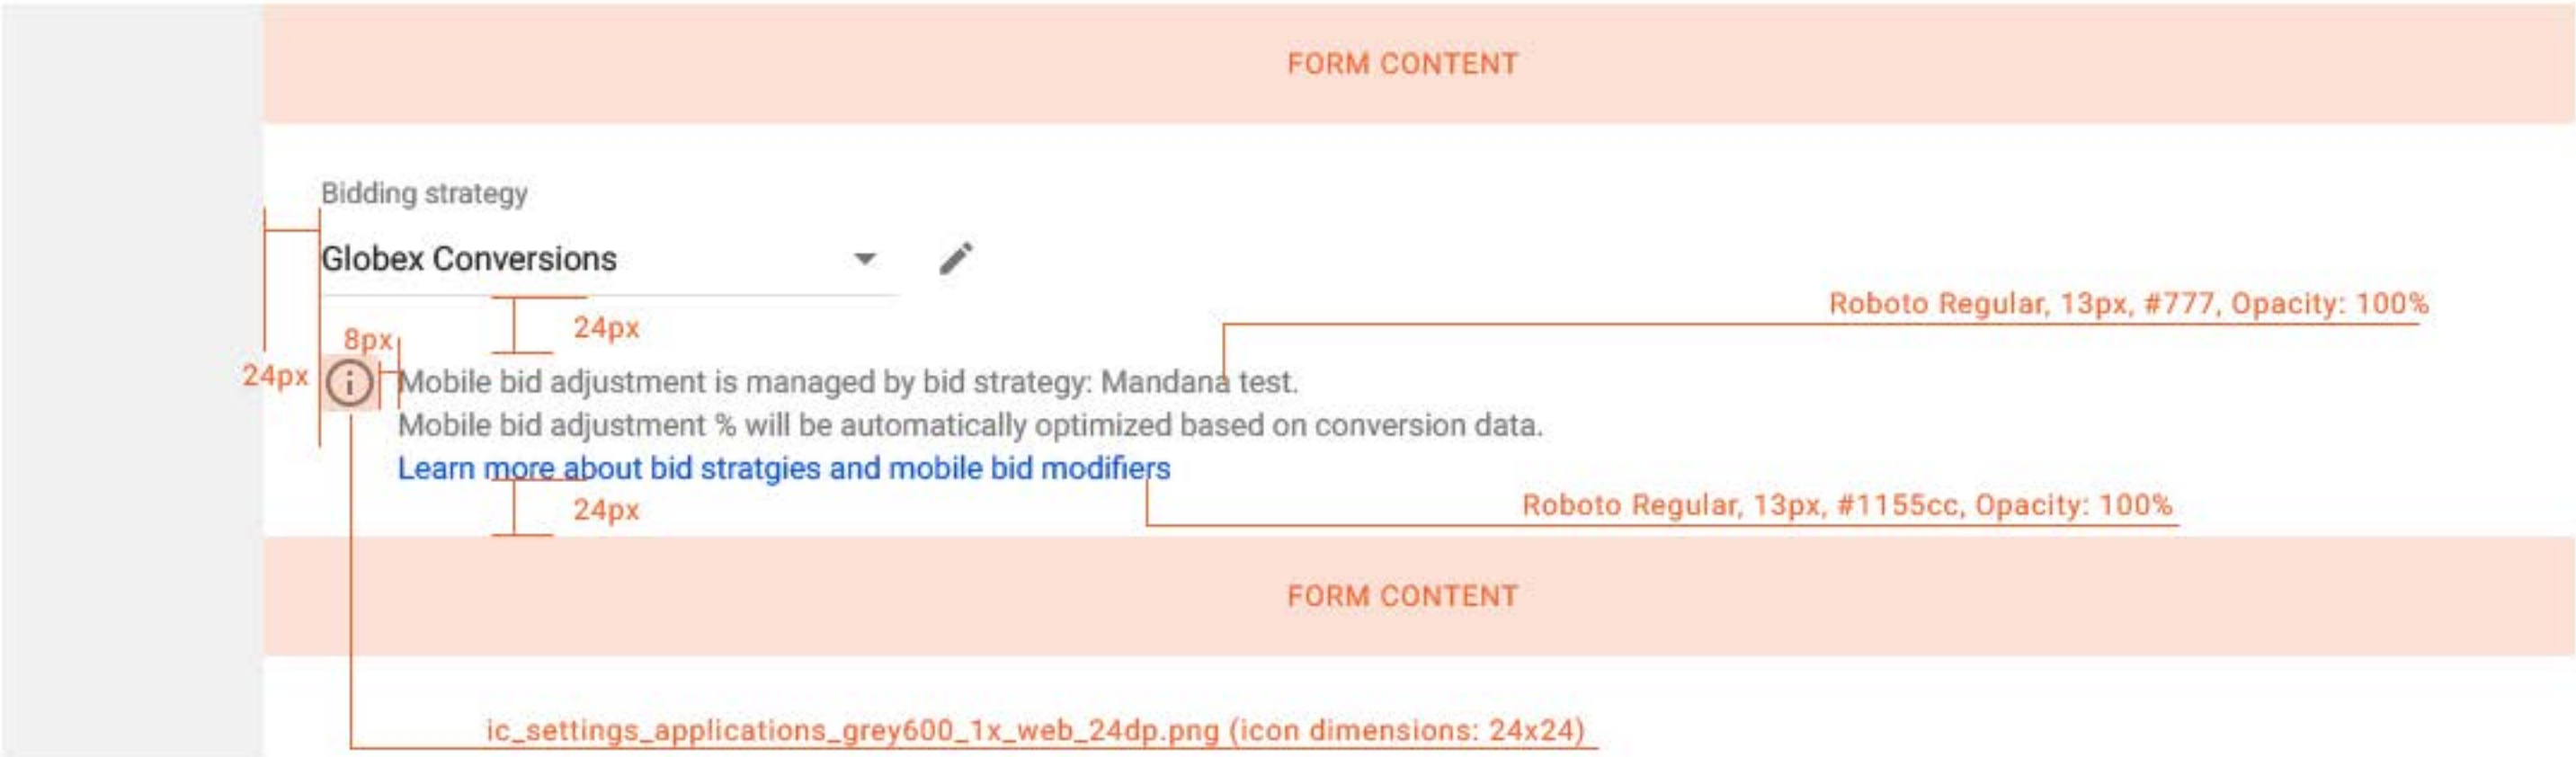 FORM CONTENT
Bidding strategy
Globex Conversions
Roboto Regular, 13px, #777, Opacity: 100%
24px
8px
24px
Mobile bid adjustment is managed by bid strategy: Mandana test.
Mobile bid adjustment % will be automatically optimized based on conversion data.
Learn more about bid stratgies and mobile bid modifiers
24px
Roboto Regular, 13px, #1155cc, Opacity: 100%
FORM CONTENT
ic_settings_applications_grey600_1x_web_24dp.png (icon dimensions: 24x24)